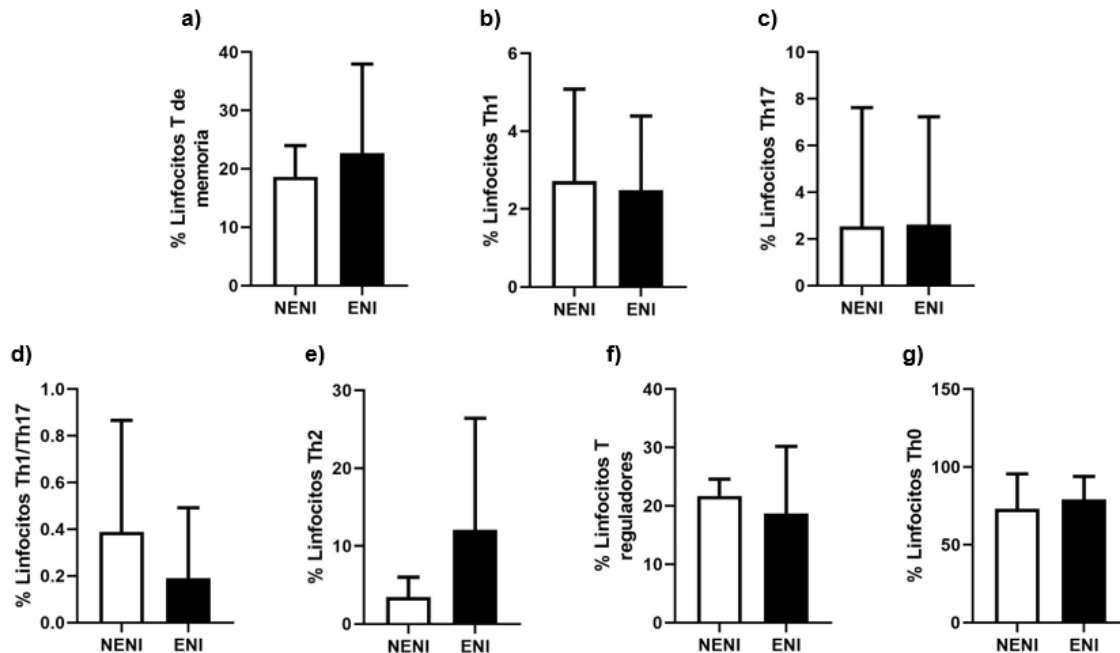 a)
% Linfocitos T de
memoria
40
30
20
10
0
NENI ENI
b)
% Linfocitos Th1
6
4
2
0
NENI ENI
c)
% Linfocitos Th17
10
8
6
4
2
0
NENI ENI
d)
% Linfocitos Th1/Th17
1.0
0.8
0.6
0.4
0.2
0.0
NENI ENI
e)
% Linfocitos Th2
30
20
10
0
NENI ENI
f)
% Linfocitos T
reguladores
40
30
20
10
0
NENI ENI
g)
% Linfocitos Th0
150
100
50
0
NENI ENI